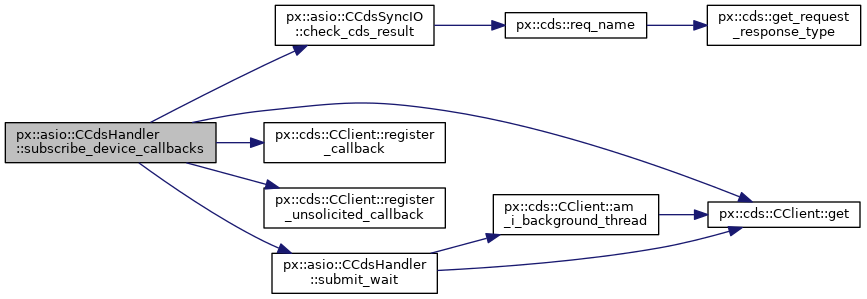 px::asio::CCdsSyncIO
::check_cds_result
px::cds::req_name
px::cds::get_request
_response_type
px::asio::CCdsHandler
::subscribe_device_callbacks
px::cds::CClient::register
_callback
px::cds::CClient::register
_unsolicited_callback
px::cds::CClient::am
_i_background_thread
px::cds::CClient::get
px::asio::CCdsHandler
::submit_wait